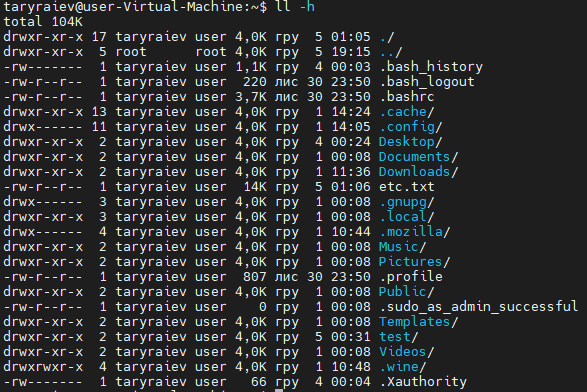 taryraiev@user-Virtual-Machine:~$ ll -h
total 104K
drwxr-xr-x 17 taryraiev user 4,0K гру  5 01:05 ./
drwxr-xr-x  5 root      root 4,0K гру  5 19:15 ../
-rw-------  1 taryraiev user 1,1K гру  4 00:03 .bash_history
-rw-r--r--  1 taryraiev user  220 лис 30 23:50 .bash_logout
-rw-r--r--  1 taryraiev user 3,7K лис 30 23:50 .bashrc
drwxr-xr-x 13 taryraiev user 4,0K гру  1 14:24 .cache/
drwx------ 11 taryraiev user 4,0K гру  1 14:05 .config/
drwxr-xr-x  2 taryraiev user 4,0K гру  4 00:24 Desktop/
drwxr-xr-x  2 taryraiev user 4,0K гру  1 00:08 Documents/
drwxr-xr-x  2 taryraiev user 4,0K гру  1 11:36 Downloads/
-rw-r--r--  1 taryraiev user  14K гру  5 01:06 etc.txt
drwx------  3 taryraiev user 4,0K гру  1 00:08 .gnupg/
drwxr-xr-x  3 taryraiev user 4,0K гру  1 00:08 .local/
drwx------  4 taryraiev user 4,0K гру  1 10:44 .mozilla/
drwxr-xr-x  2 taryraiev user 4,0K гру  1 00:08 Music/
drwxr-xr-x  2 taryraiev user 4,0K гру  1 00:08 Pictures/
-rw-r--r--  1 taryraiev user  807 лис 30 23:50 .profile
drwxr-xr-x  2 taryraiev user 4,0K гру  1 00:08 Public/
-rw-r--r--  1 taryraiev user    0 гру  1 00:08 .sudo_as_admin_successful
drwxr-xr-x  2 taryraiev user 4,0K гру  1 00:08 Templates/
drwxr-xr-x  2 taryraiev user 4,0K гру  5 00:31 test/
drwxr-xr-x  2 taryraiev user 4,0K гру  1 00:08 Videos/
drwxrwxr-x  4 taryraiev user 4,0K гру  1 10:48 .wine/
-rw-------  1 taryraiev user   66 гру  4 00:04 .Xauthority